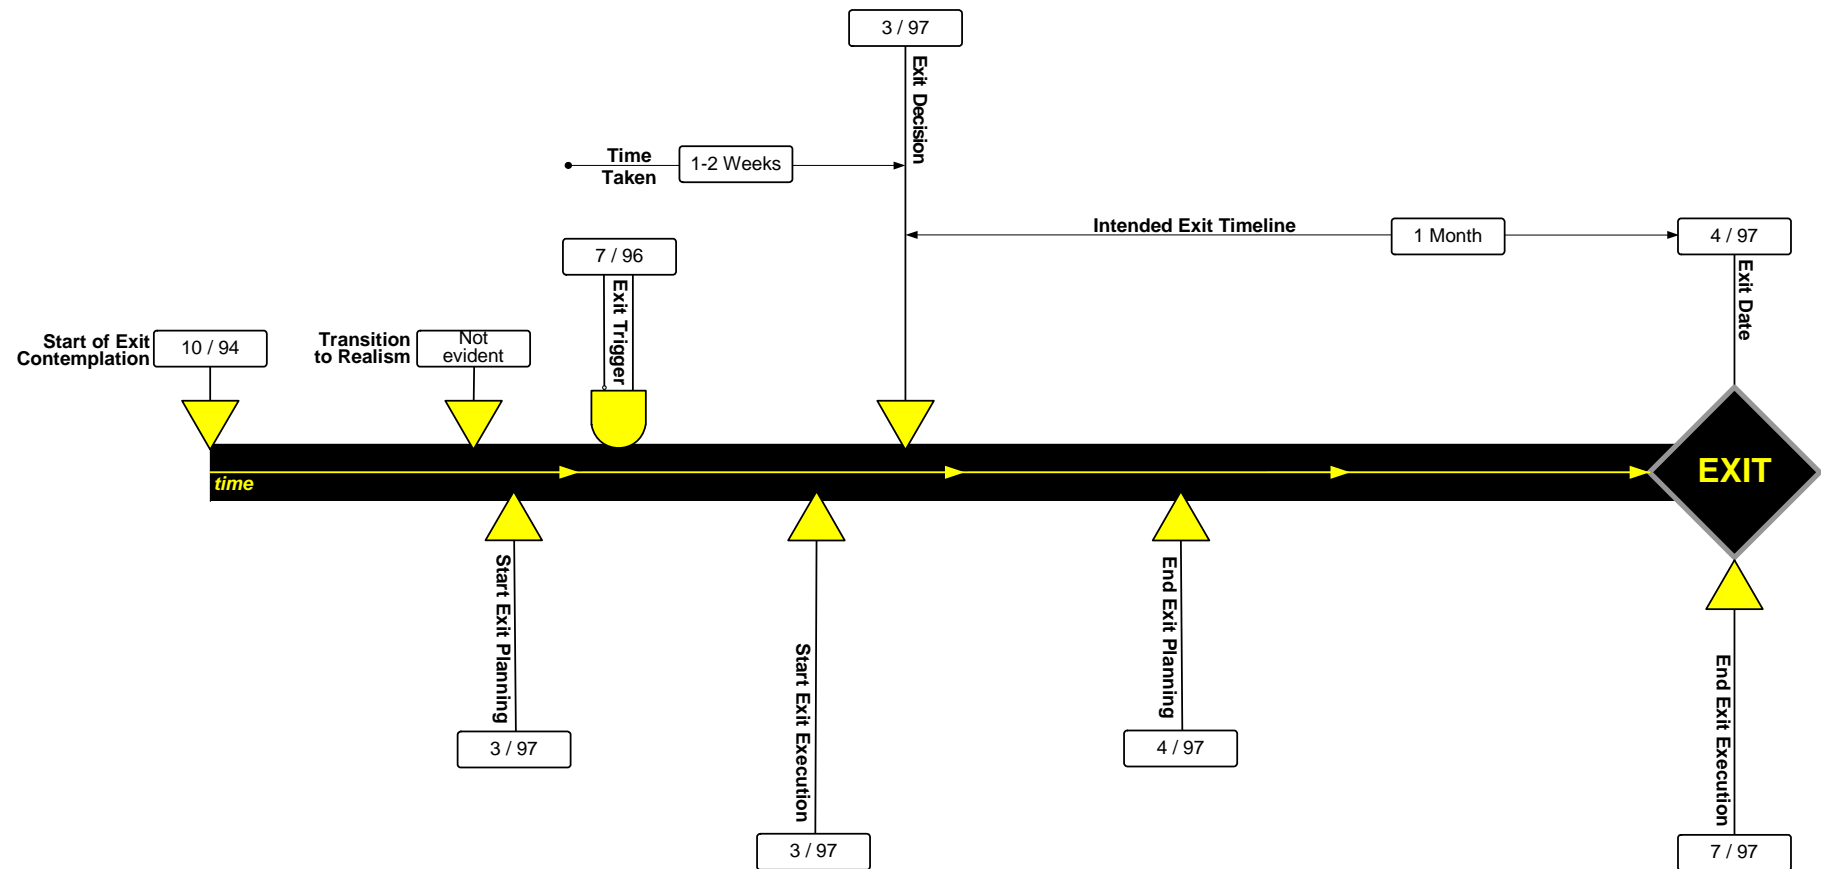 3 / 97
Exit Decision
Time
Taken
1-2 Weeks
Intended Exit Timeline
1 Month
4 / 97
Exit Date
7 / 96
Exit Trigger
Start of Exit
Contemplation
10 / 94
Transition
to Realism
Not
evident
time
EXIT
Start Exit Planning
3 / 97
Start Exit Execution
3 / 97
End Exit Planning
4 / 97
End Exit Execution
7 / 97